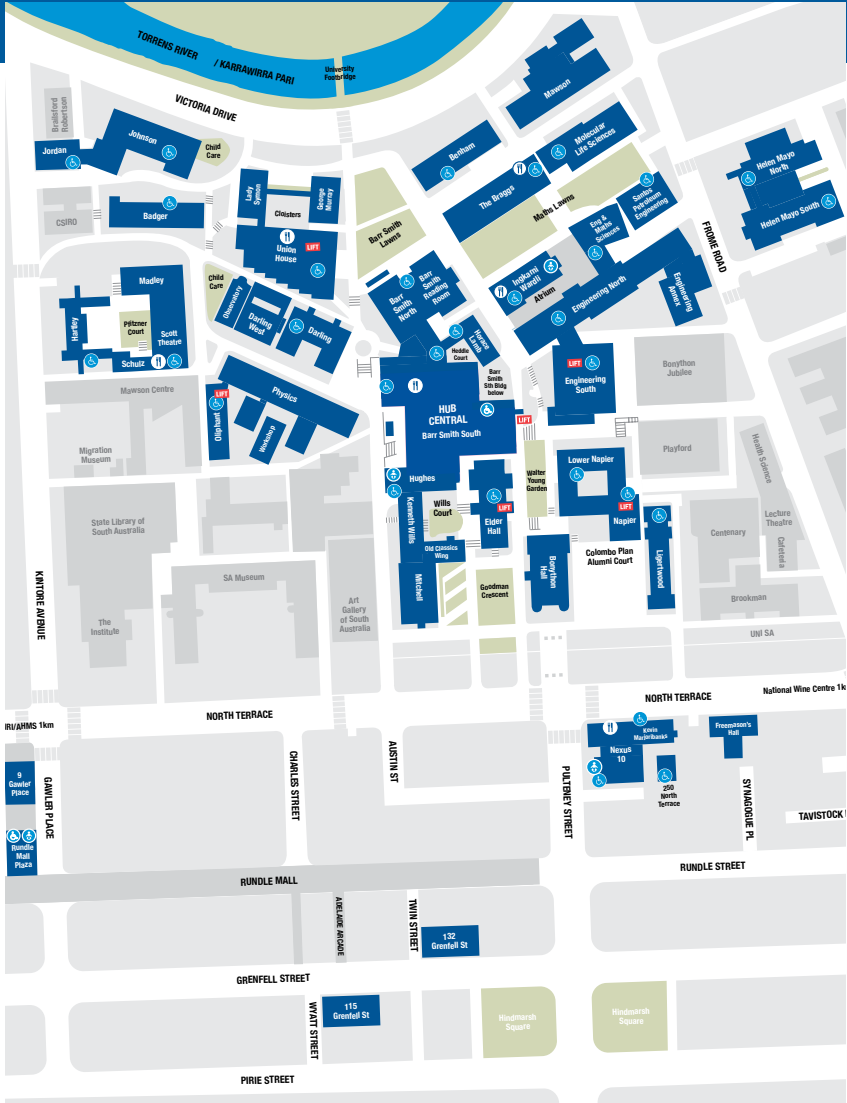 TORRENS RIVER / KARRAWIRRA PARI
University
Footbridge
VICTORIA DRIVE
Brailsford
Robertson
Jordan
Johnson
Child
Care
Mawson
Benham
Molecular
Life Sciences
The Braggs
Maths Lawns
Helen Mayo
North
Helen Mayo South
Santos
Petroleum
Engineering
CSIRO
Badger
Lady
Symon
George
Murray
Cloisters
Union
House
LIFT
Barr Smith
Lawns
Eng &
Maths
Sciences
FROME ROAD
Madley
Hartley
Pfitzner
Court
Scott
Theatre
Schulz
Child
Care
Observatory
Darling
West
Darling
Barr
Smith
North
Barr
Smith
Reading
Room
Ingkarni
Wardli
Atrium
Engineering North
Engineering
Annex
Horace
Lamb
Heddle
Court
Barr
Smith
Sth Bldg
below
Mawson Centre
LIFT
Oliphant
Physics
Workshop
Migration
Museum
HUB
CENTRAL
Barr Smith South
LIFT
Engineering
South
LIFT
Bonython
Jubilee
Playford
Health Science
Lecture
Theatre
Cafeteria
Centenary
Brookman
UNI SA
Hughes
Kenneth Wills
Wills
Court
Elder
Hall
LIFT
Old Classics
Wing
Mitchell
Walter
Young
Garden
Lower Napier
LIFT
Napier
Colombo Plan
Alumni Court
Ligertwood
Bonython
Hall
Goodman
Crescent
State Library of
South Australia
SA Museum
The
Institute
Art
Gallery
of South
Australia
KINTORE AVENUE
NORTH TERRACE
NORTH TERRACE
National Wine Centre 1k
IRI/AHMS 1km
9
Gawler
Place
Rundle
Mall
Plaza
GAWLER PLACE
CHARLES STREET
AUSTIN ST
PULTENEY STREET
Kevin
Marjoribanks
Nexus
10
250
North
Terrace
Freemason's
Hall
SYNAGOGUE PL
TAVISTOCK
RUNDLE MALL
RUNDLE STREET
ADELAIDE ARCADE
TWIN STREET
132
Grenfell St
GRENFELL STREET
WYATT STREET
115
Grenfell St
Hindmarsh
Square
Hindmarsh
Square
PIRIE STREET